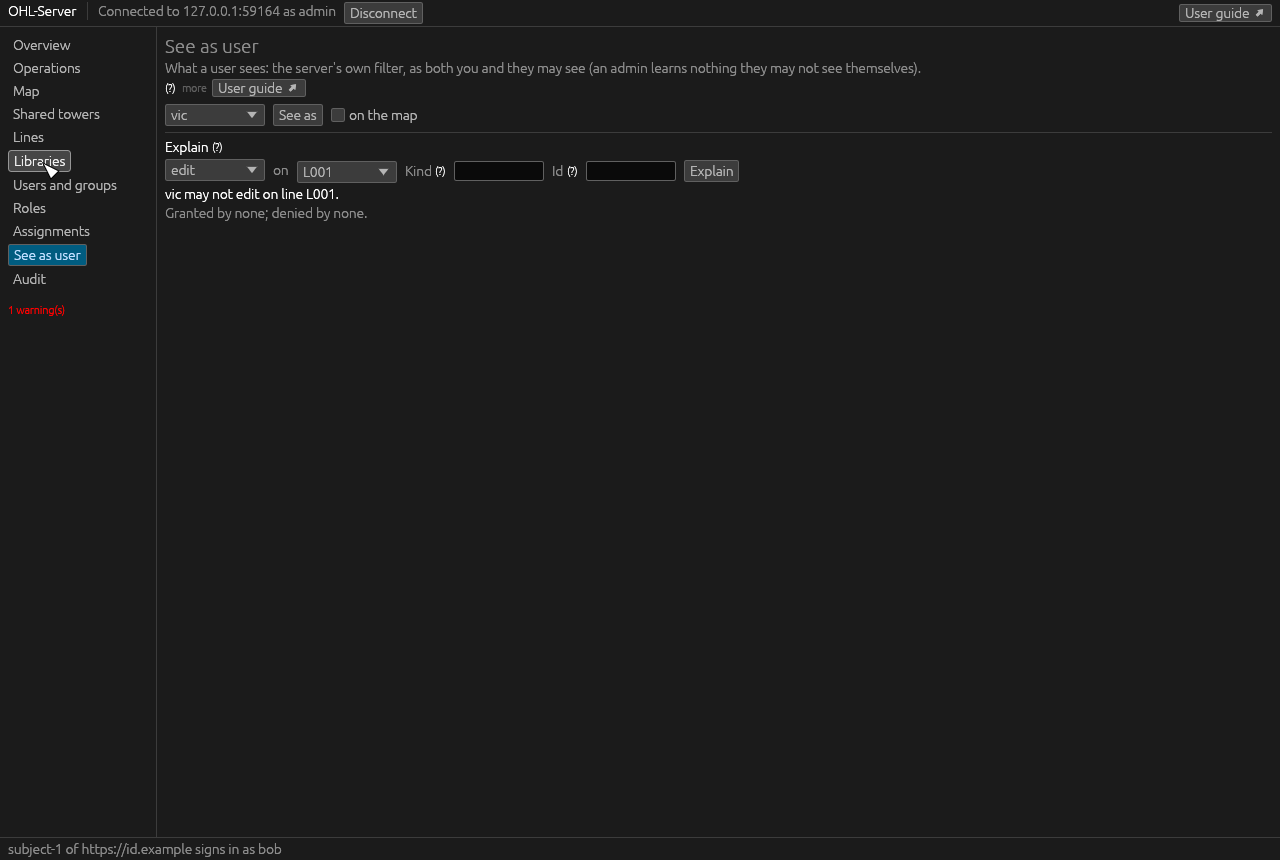 OHL-Server Connected to 127.0.0.1:59164 as admin Disconnect User guide
Overview
Operations
Map
Shared towers
Lines
Libraries
Users and groups
Roles
Assignments
See as user
Audit
1 warning(s)
See as user
What a user sees: the server's own filter, as both you and they may see (an admin learns nothing they may not see themselves).
(?) more User guide
vic See as on the map
Explain (?)
edit on L001 Kind (?) Id (?) Explain
vic may not edit on line L001.
Granted by none; denied by none.
subject-1 of https://id.example signs in as bob